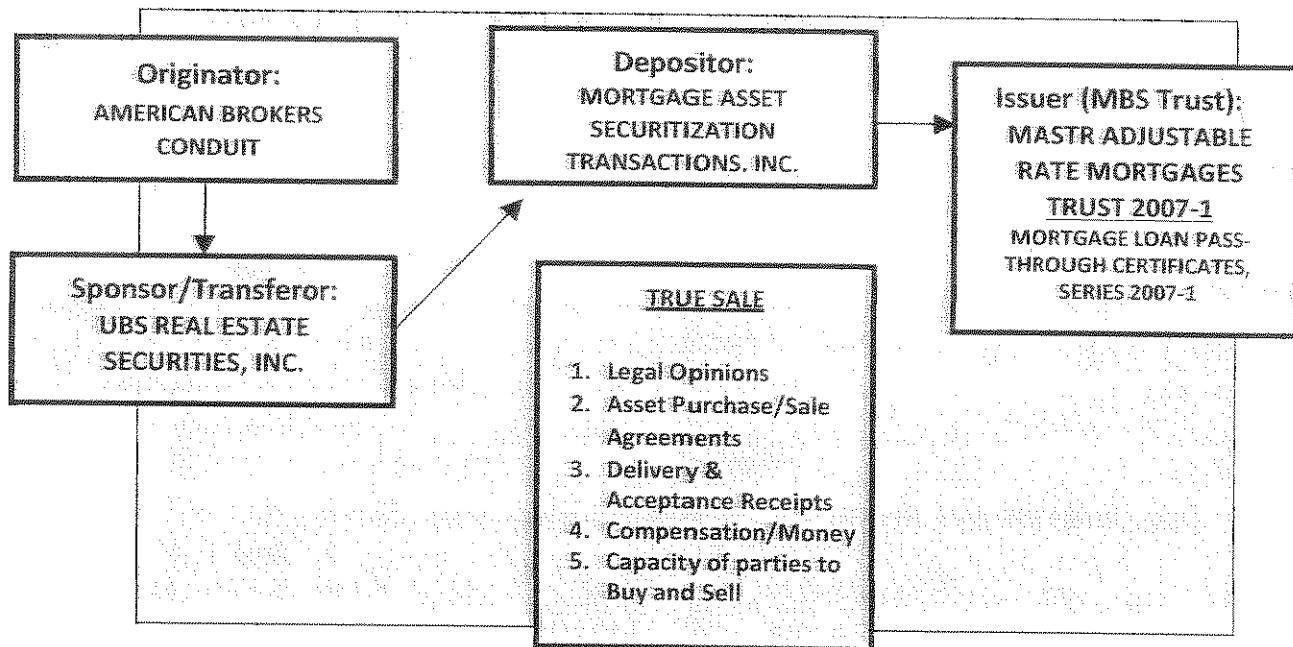 Originator:
AMERICAN BROKERS
CONDUIT
Sponsor/Transferor:
UBS REAL ESTATE
SECURITIES, INC.
Depositor:
MORTGAGE ASSET
SECURITIZATION
TRANSACTIONS. INC.
Issuer (MBS Trust):
MASTR ADJUSTABLE
RATE MORTGAGES
TRUST 2007-1
MORTGAGE LOAN PASS-
THROUGH CERTIFICATES,
SERIES 2007-1
TRUE SALE
1. Legal Opinions
2. Asset Purchase/Sale
Agreements
3. Delivery &
Acceptance Receipts
4. Compensation/Money
5. Capacity of parties to
Buy and Sell